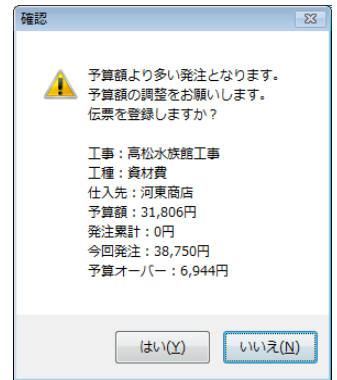 確認
予算額より多い発注となります。
予算額の調整をお願いします。
伝票を登録しますか？
工事：高松水族館工事
工種：資材費
仕入先：河東商店
予算額：31,806円
発注累計：0円
今回発注：38,750円
予算オーバー：6,944円
はい(Y)
いいえ(N)